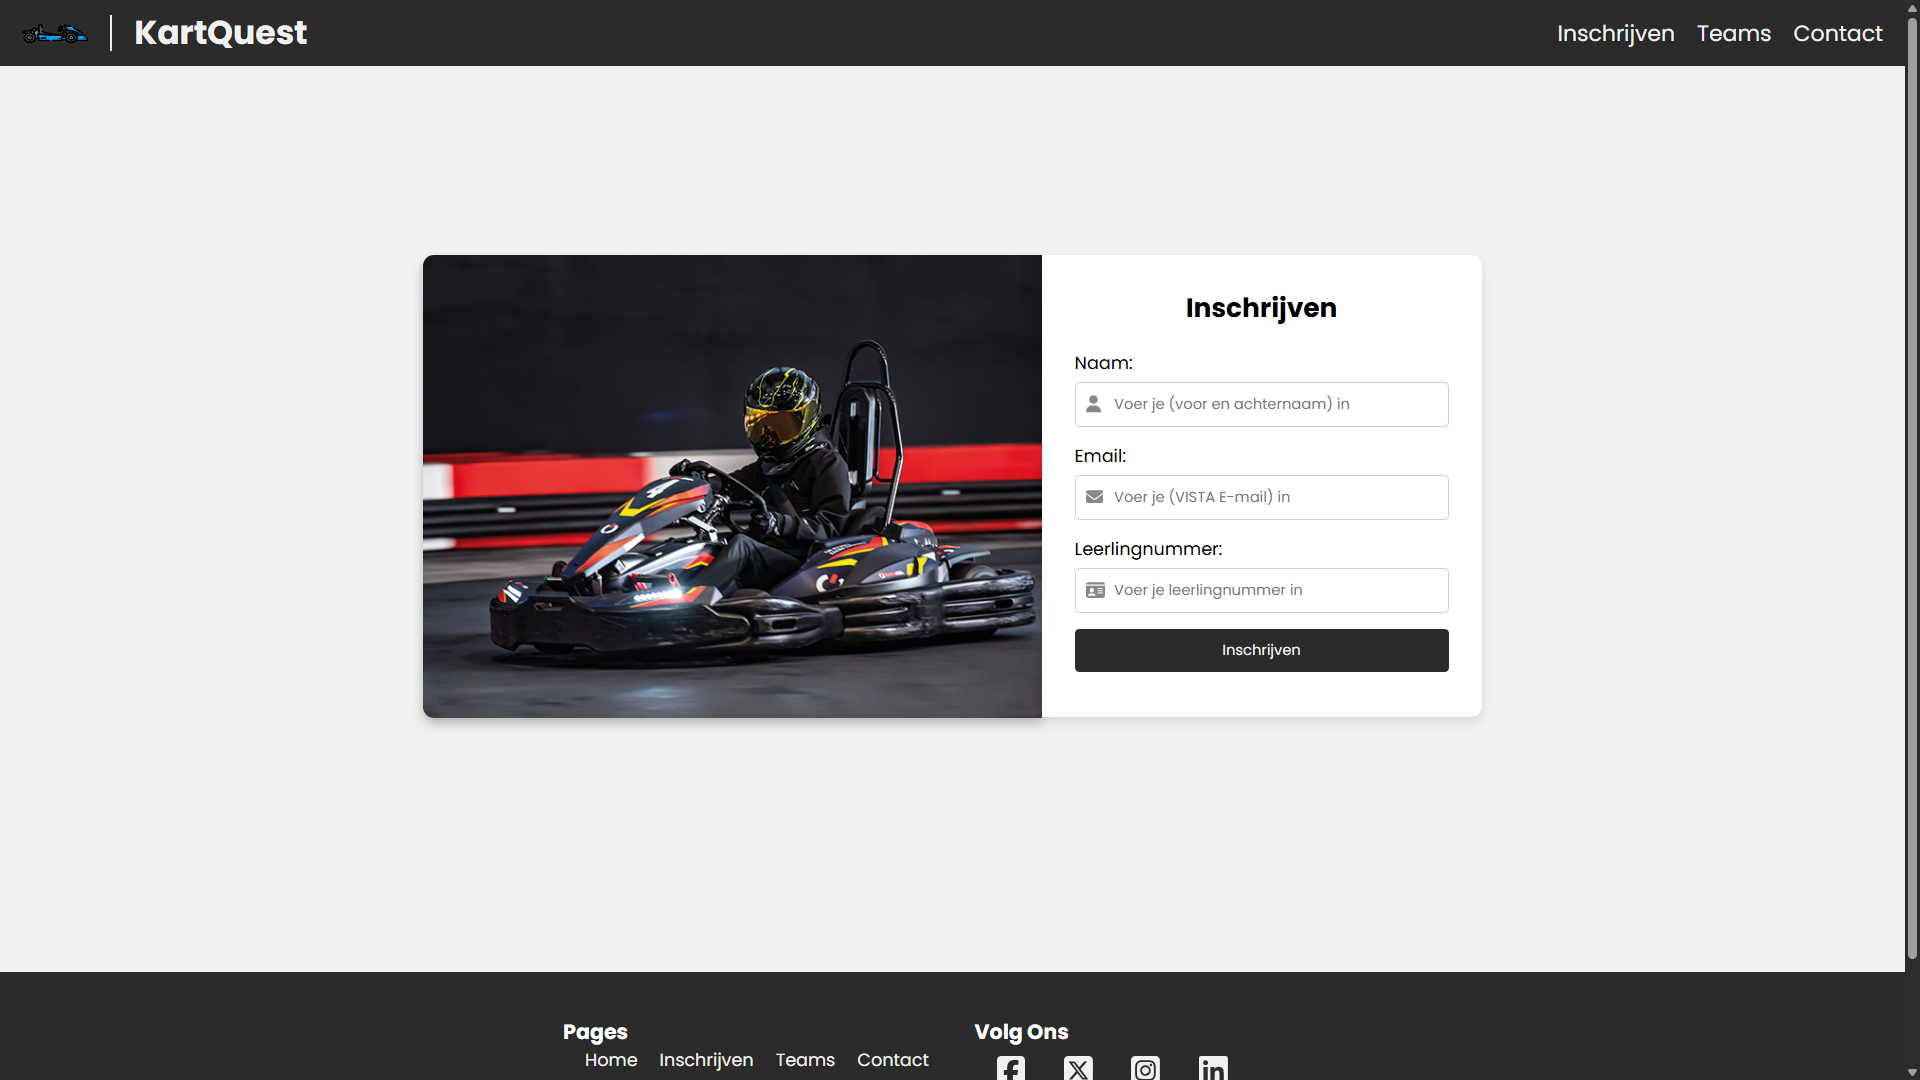 KartQuest
Inschrijven Teams Contact
Inschrijven
Naam:
Voer je (voor en achternaam) in
Email:
Voer je (VISTA E-mail) in
Leerlingnummer:
Voer je leerlingnummer in
Inschrijven
4
Pages
Home Inschrijven Teams Contact
Volg Ons